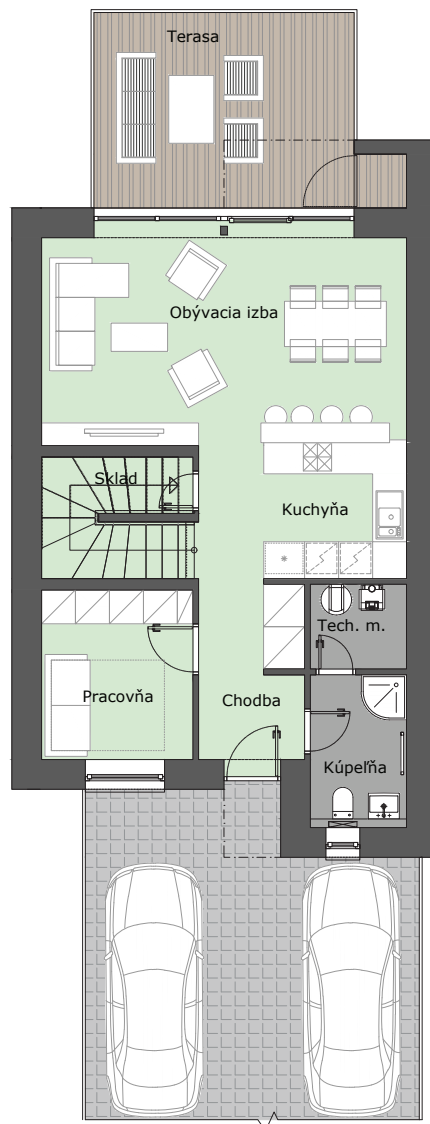 Terasa
Obývacia izba
Sklad
Kuchyňa
Tech. m.
Pracovňa
Chodba
Kúpeľňa